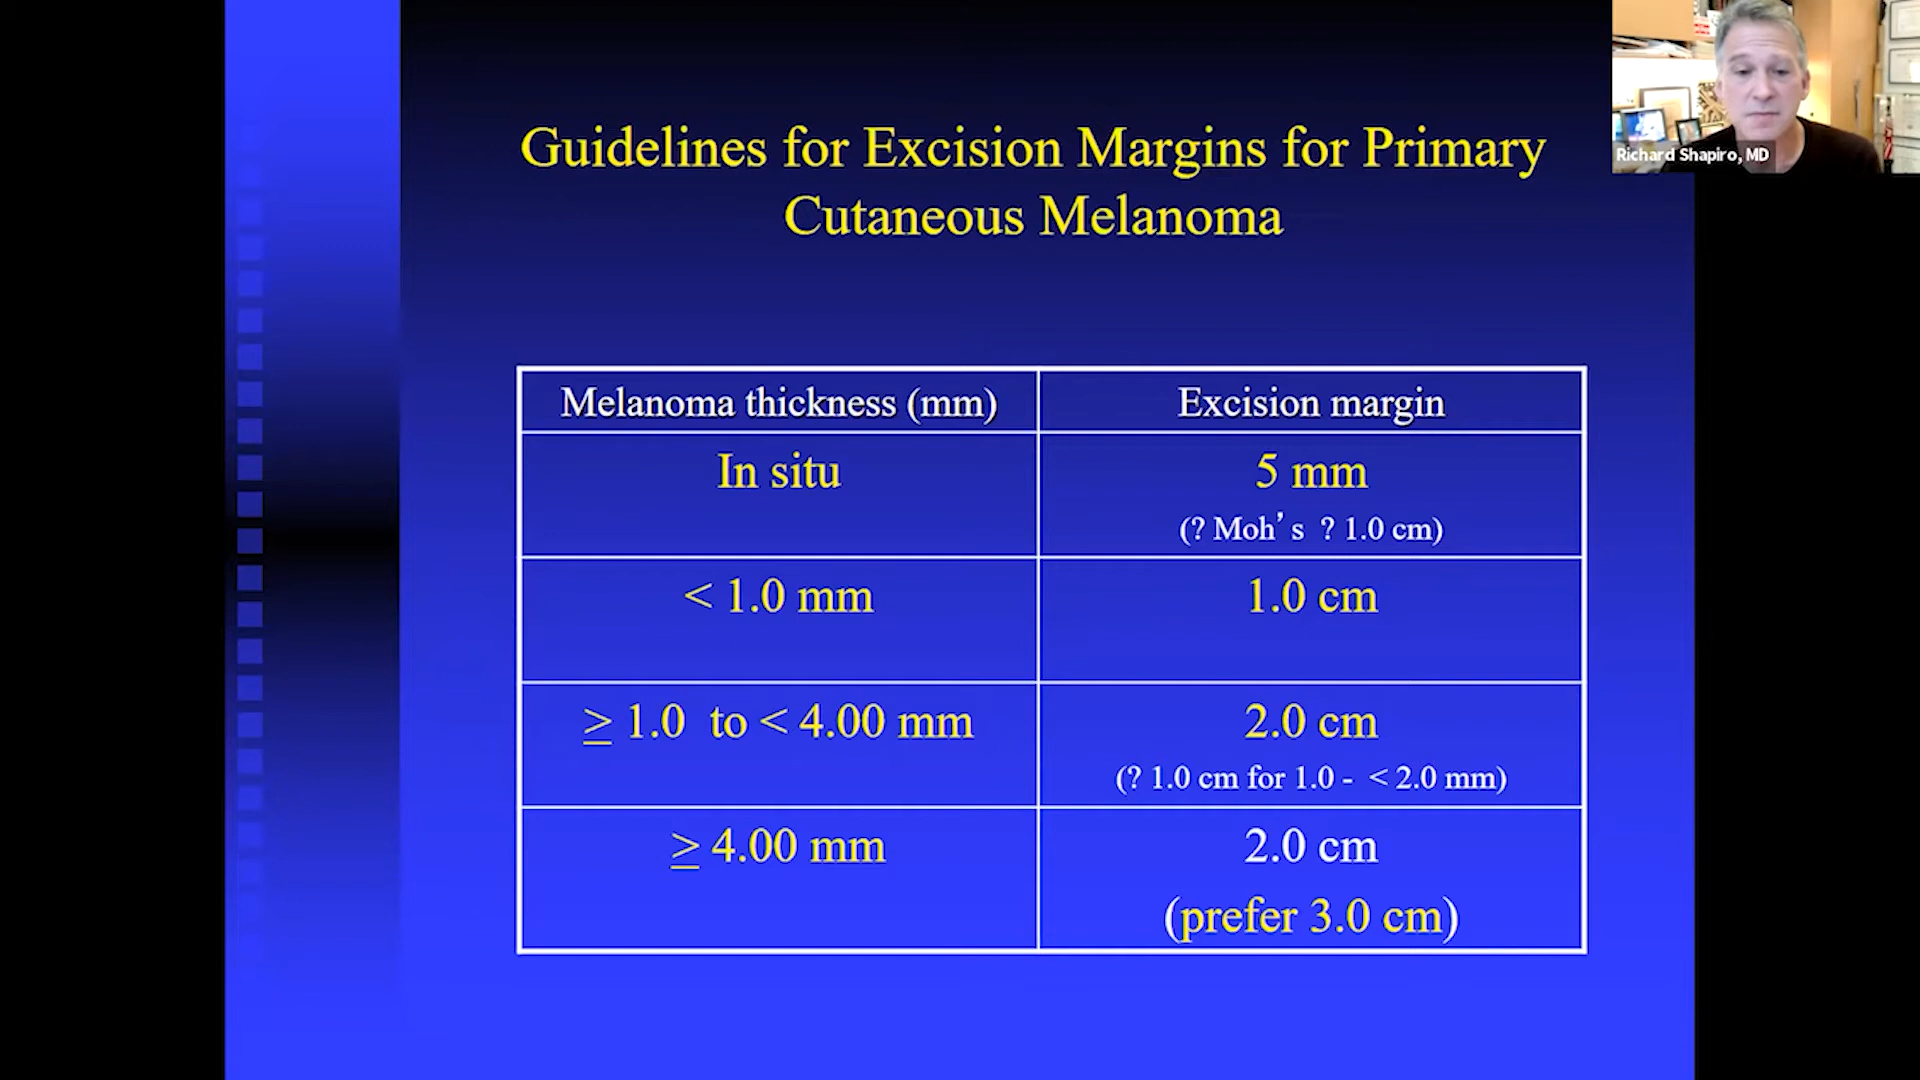 Guidelines for Excision Margins for Primary
Cutaneous Melanoma
Richard Shapiro, MD
Melanoma thickness (mm)
Excision margin
In situ
5 mm
(? Moh's ? 1.0 cm)
< 1.0 mm
1.0 cm
≥ 1.0 to < 4.00 mm
2.0 cm
(? 1.0 cm for 1.0 - < 2.0 mm)
≥ 4.00 mm
2.0 cm
(prefer 3.0 cm)